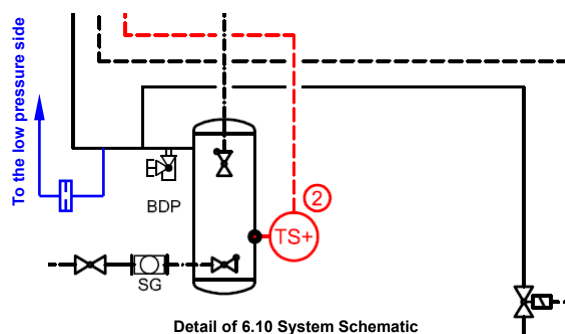 To the low pressure side
2
BDP
TS+
SG
Detail of 6.10 System Schematic